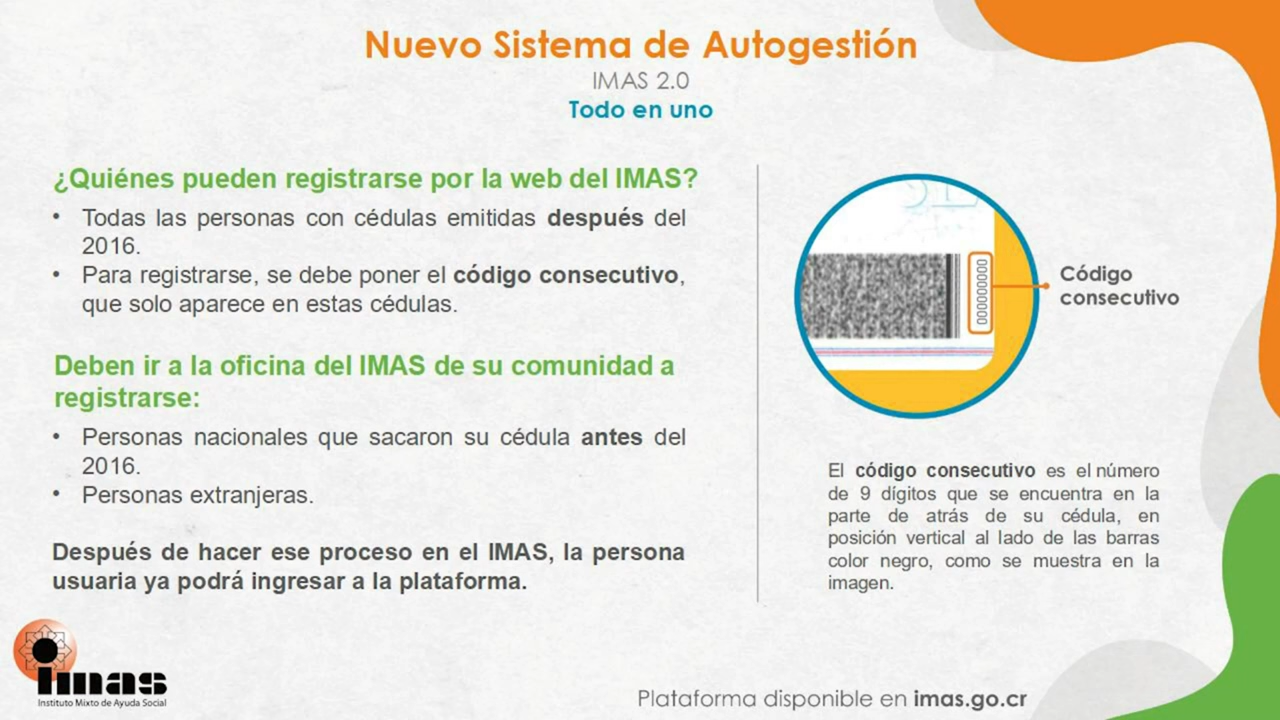 Nuevo Sistema de Autogestión
IMAS 2.0
Todo en uno
¿Quiénes pueden registrarse por la web del IMAS?
• Todas las personas con cédulas emitidas después del
2016.
• Para registrarse, se debe poner el código consecutivo,
que solo aparece en estas cédulas.
Deben ir a la oficina del IMAS de su comunidad a
registrarse:
• Personas nacionales que sacaron su cédula antes del
2016.
• Personas extranjeras.
Después de hacer ese proceso en el IMAS, la persona
usuaria ya podrá ingresar a la plataforma.
000000000
Código
consecutivo
El código consecutivo es el número
de 9 dígitos que se encuentra en la
parte de atrás de su cédula, en
posición vertical al lado de las barras
color negro, como se muestra en la
imagen.
imas
Instituto Mixto de Ayuda Social
Plataforma disponible en imas.go.cr